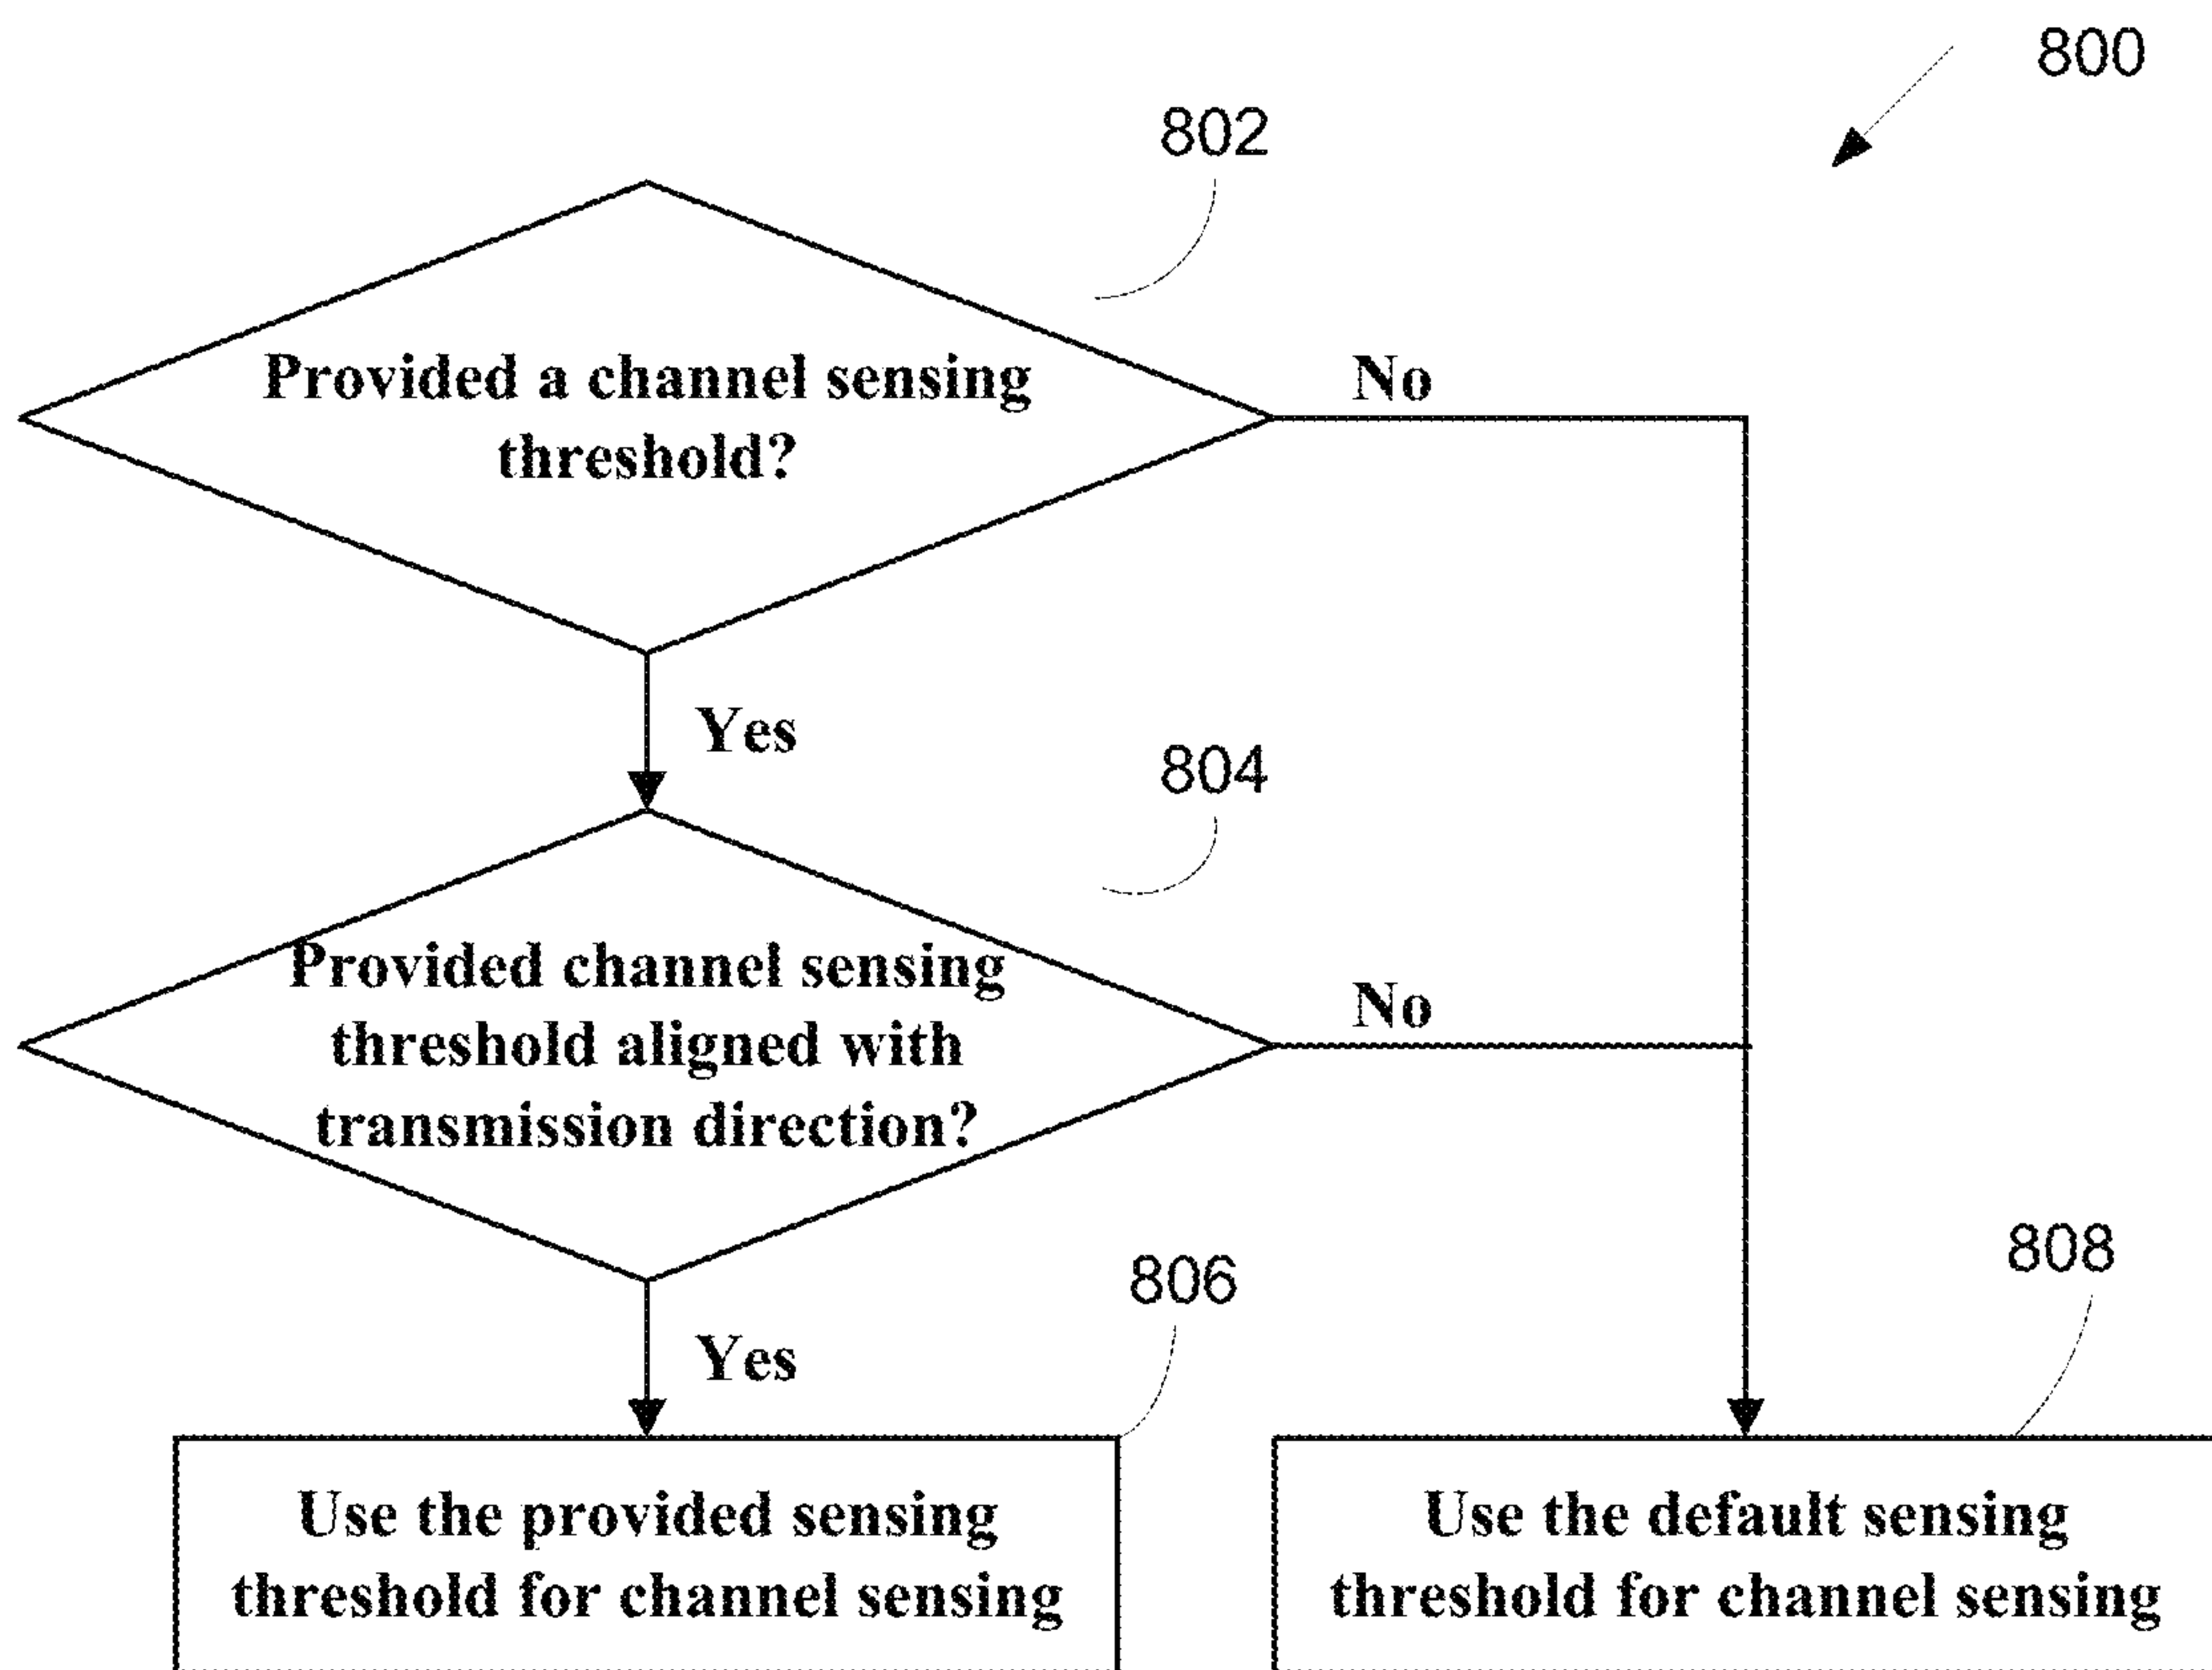 800
802
Provided a channel sensing
threshold?
No
Yes
804
Provided channel sensing
threshold aligned with
transmission direction?
No
Yes
806
808
Use the provided sensing
threshold for channel sensing
Use the default sensing
threshold for channel sensing